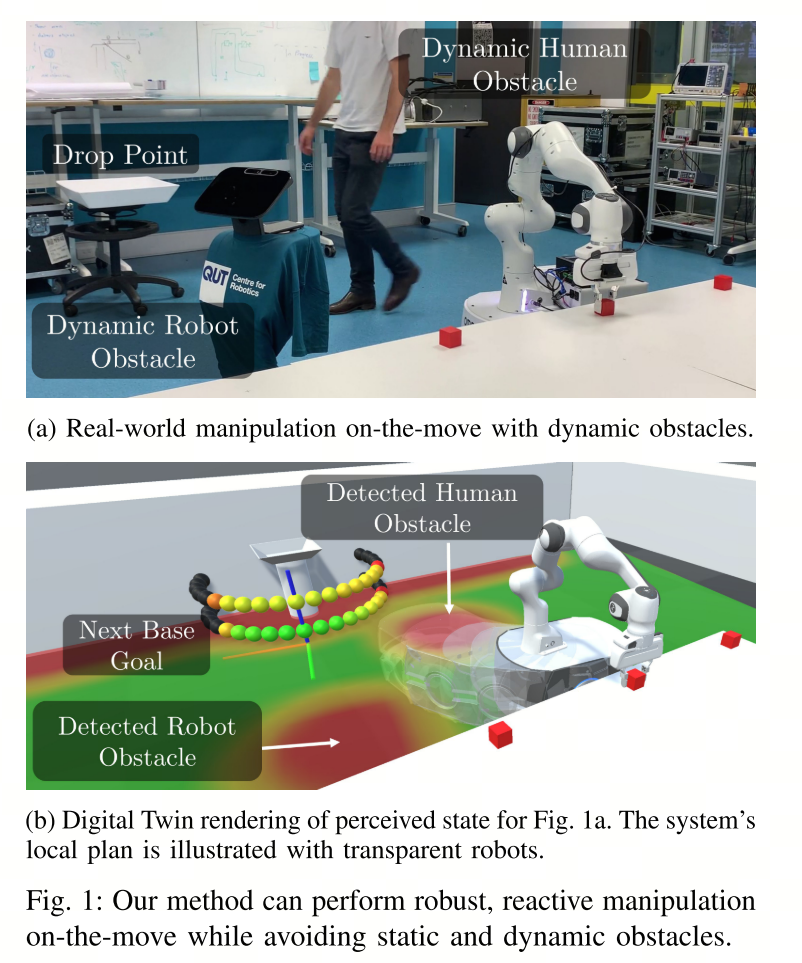 Dynamic Human
Obstacle
Drop Point
QUT Centre for
Robotics
Dynamic Robot
Obstacle
(a) Real-world manipulation on-the-move with dynamic obstacles.
Detected Human
Obstacle
Next Base
Goal
Detected Robot
Obstacle
(b) Digital Twin rendering of perceived state for Fig. 1a. The system’s
local plan is illustrated with transparent robots.
Fig. 1: Our method can perform robust, reactive manipulation
on-the-move while avoiding static and dynamic obstacles.